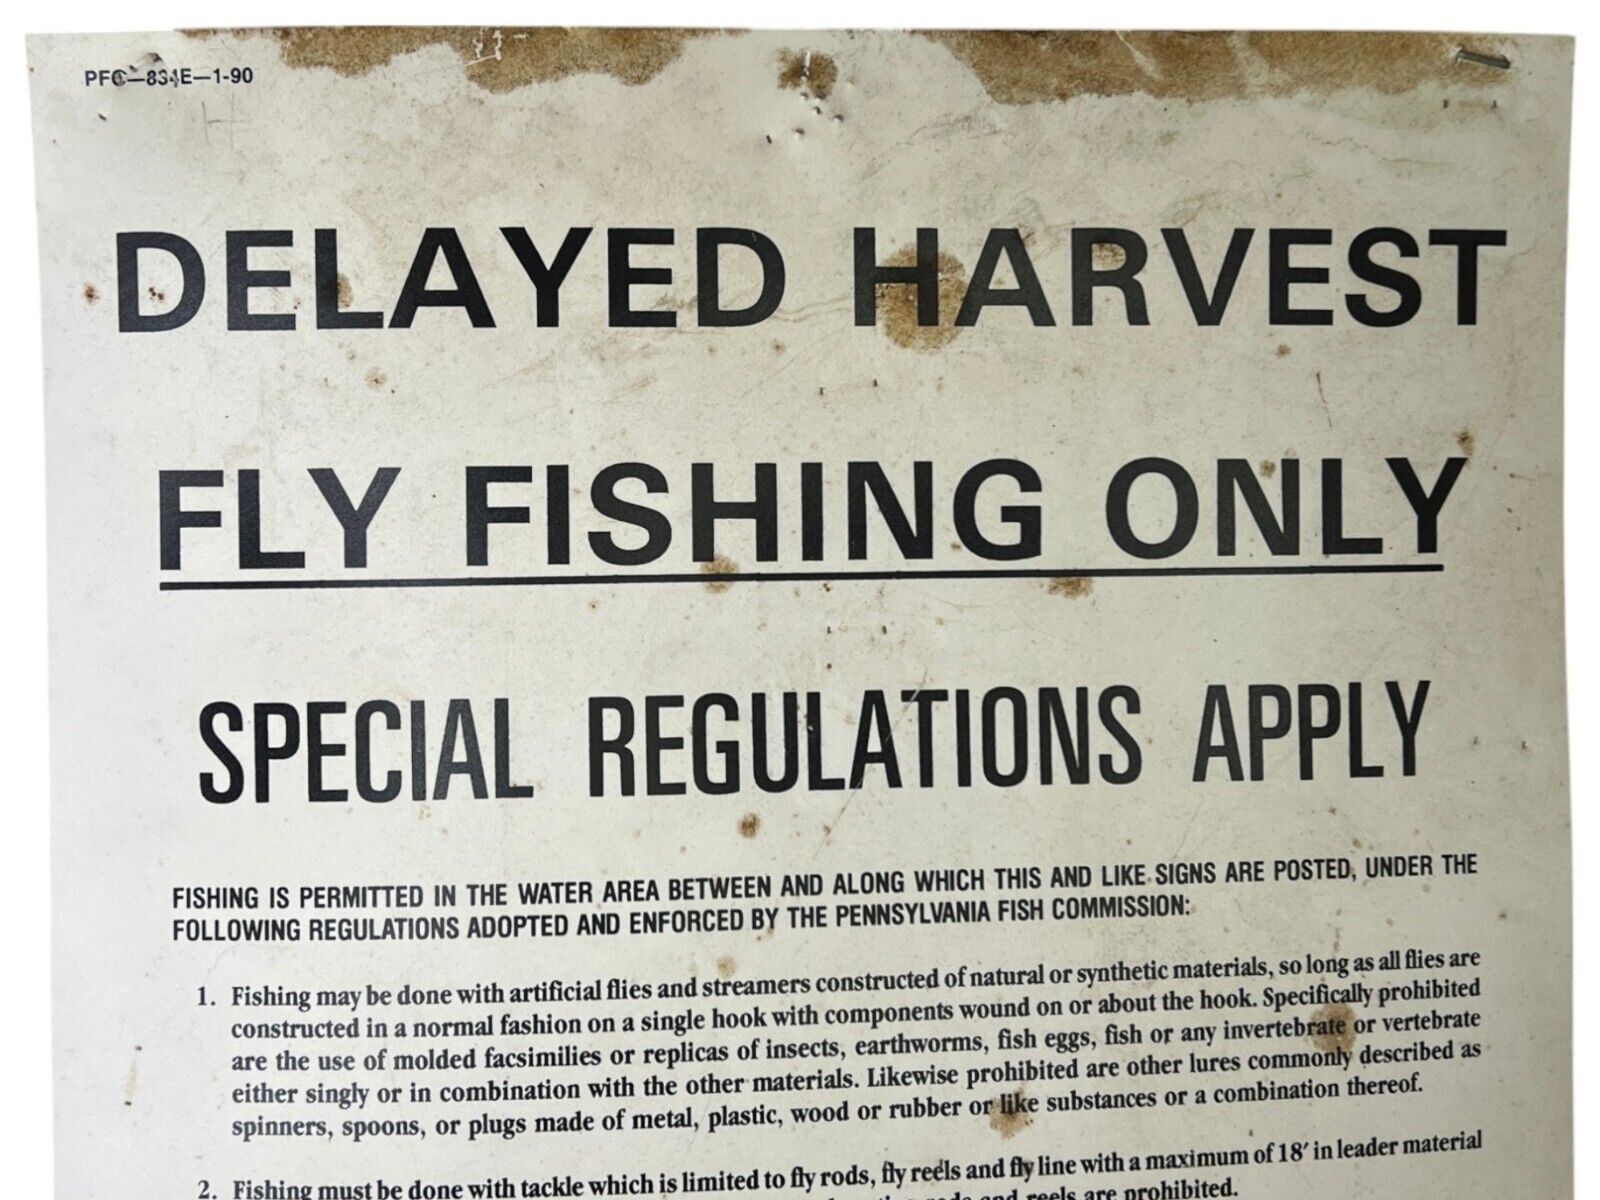 PFC—834E—1-90
DELAYED HARVEST
FLY FISHING ONLY
SPECIAL REGULATIONS APPLY
FISHING IS PERMITTED IN THE WATER AREA BETWEEN AND ALONG WHICH THIS AND LIKE SIGNS ARE POSTED, UNDER THE
FOLLOWING REGULATIONS ADOPTED AND ENFORCED BY THE PENNSYLVANIA FISH COMMISSION:
1. Fishing may be done with artificial flies and streamers constructed of natural or synthetic materials, so long as all flies are
constructed in a normal fashion on a single hook with components wound on or about the hook. Specifically prohibited
are the use of molded facsimilies or replicas of insects, earthworms, fish eggs, fish or any invertebrate or vertebrate
either singly or in combination with the other materials. Likewise prohibited are other lures commonly described as
spinners, spoons, or plugs made of metal, plastic, wood or rubber or like substances or a combination thereof.
2. Fishing must be done with tackle which is limited to fly rods, fly reels and fly line with a maximum of 18' in leader material
and reels are prohibited.